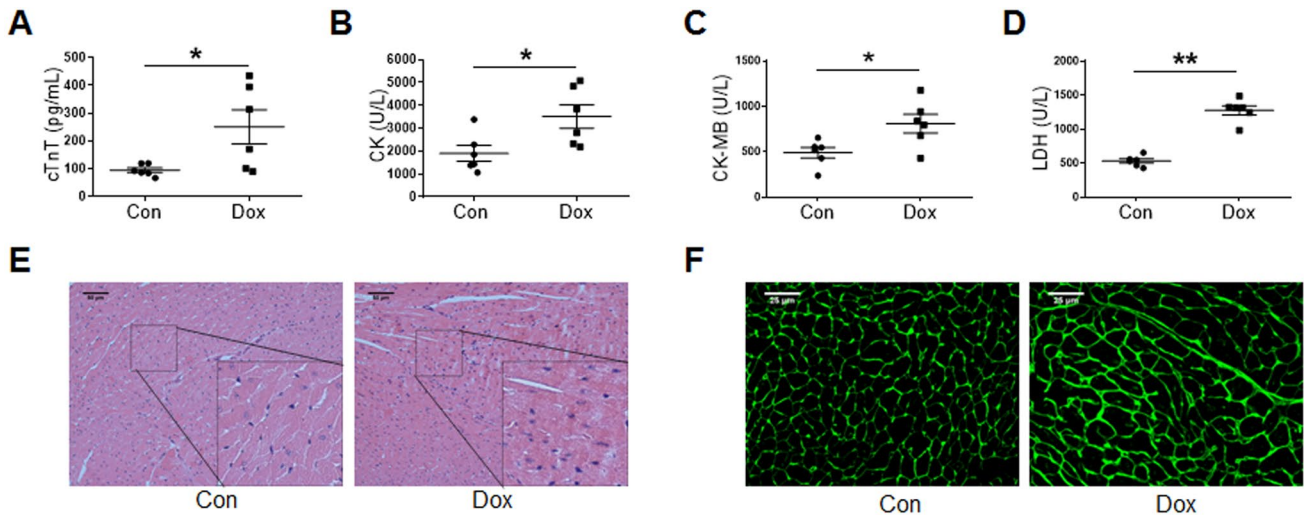 A
cTnT (pg/mL)
500
400
300
200
100
0
*
Con
Dox
B
CK (U/L)
6000
5000
4000
3000
2000
1000
0
*
Con
Dox
C
CK-MB (U/L)
1500
1000
500
0
*
Con
Dox
D
LDH (U/L)
2000
1500
1000
500
0
**
Con
Dox
E
Con
Dox
F
25 μm
25 μm
Con
Dox